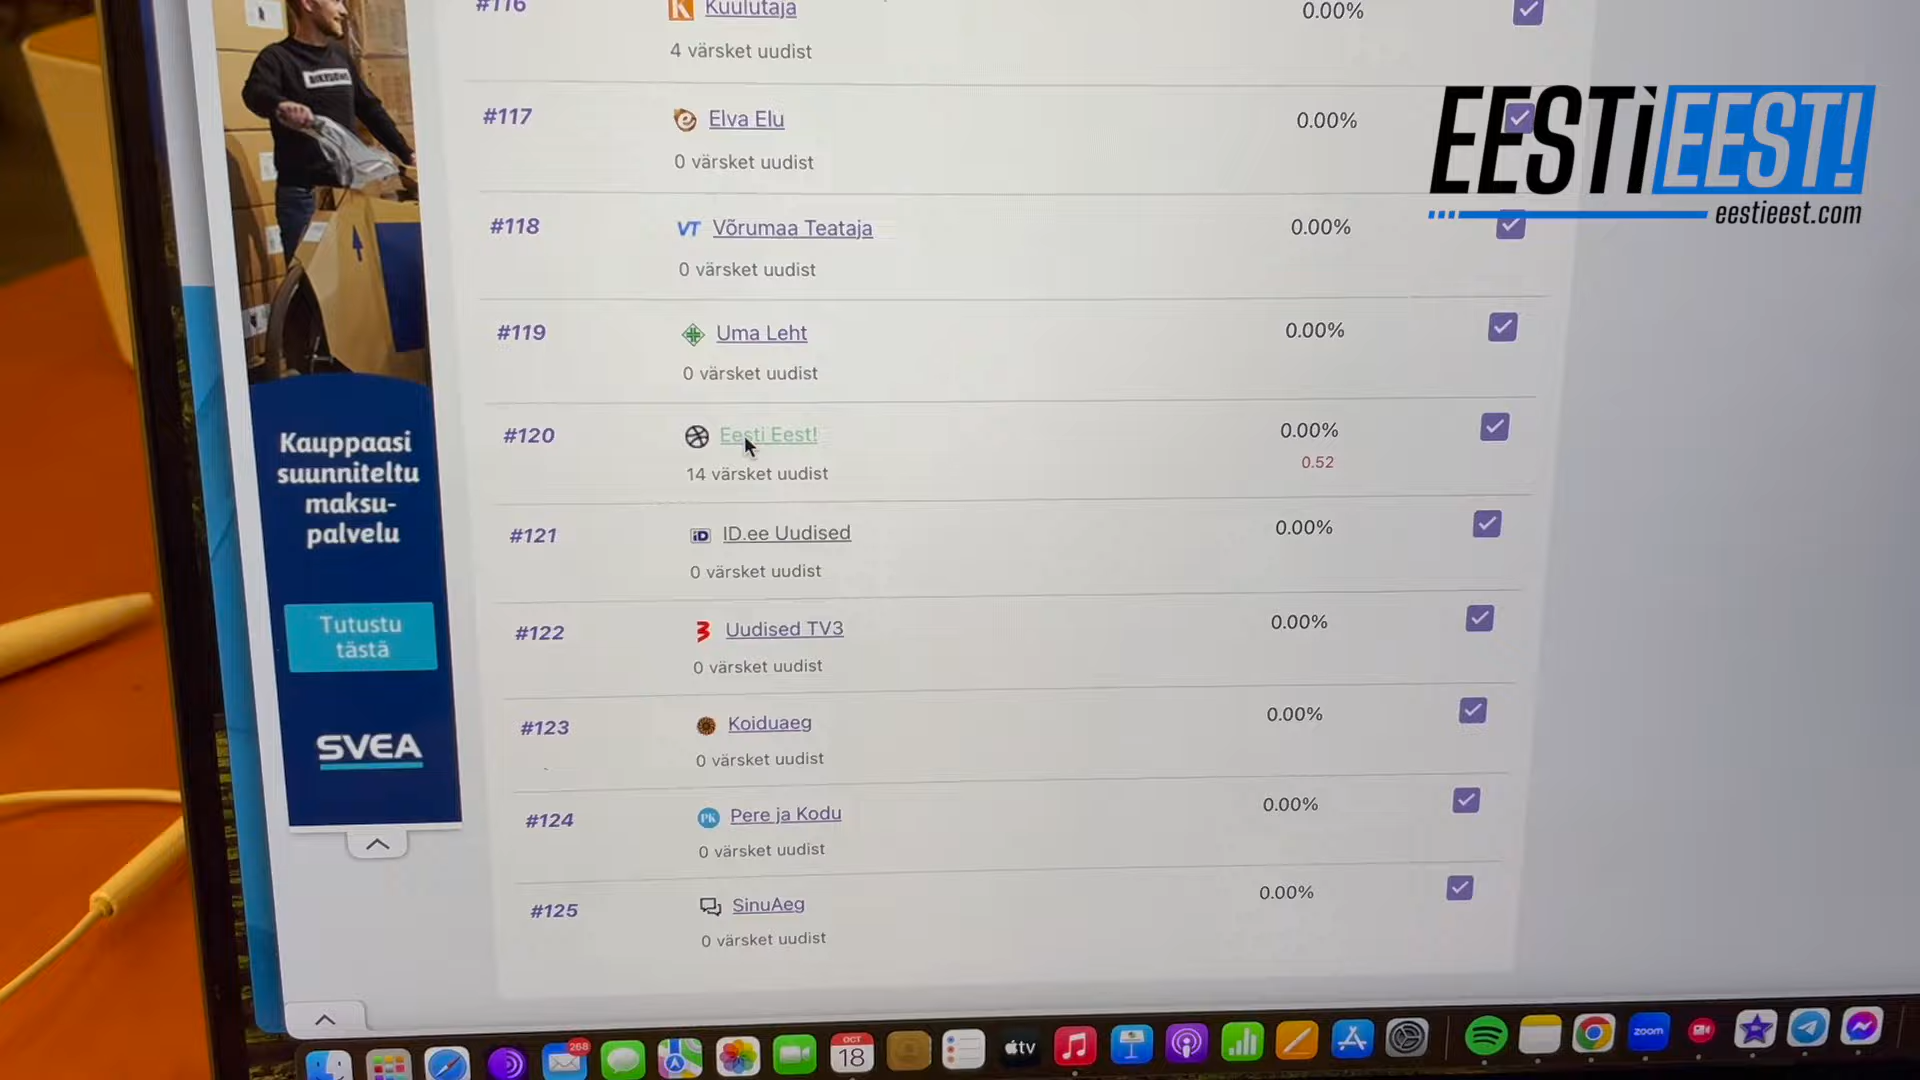 #116 Kuulutaja 0.00%
4 värsket uudist
#117 Elva Elu 0.00%
0 värsket uudist
#118 VT Võrumaa Teataja 0.00%
0 värsket uudist
#119 Uma Leht 0.00%
0 värsket uudist
#120 Eesti Eest! 0.00%
14 värsket uudist 0.52
#121 iD ID.ee Uudised 0.00%
0 värsket uudist
#122 Uudised TV3 0.00%
0 värsket uudist
#123 Koiduaeg 0.00%
0 värsket uudist
#124 PK Pere ja Kodu 0.00%
0 värsket uudist
#125 SinuAeg 0.00%
0 värsket uudist
EESTI EEST!
eestieest.com
Kauppaasi
suunniteltu
maksu-
palvelu
Tutustu
tästä
SVEA
268
OCT
18
tv
zoom